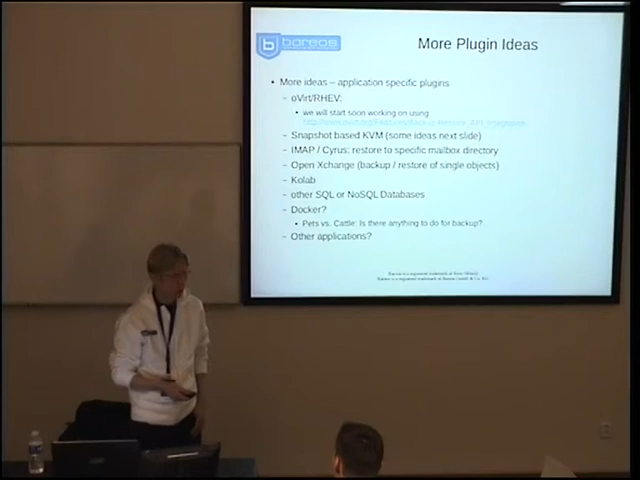 bareos
More Plugin Ideas
• More ideas – application specific plugins
– oVirt/RHEV:
• we will start soon working on using
– Snapshot based KVM (some ideas next slide)
– IMAP / Cyrus: restore to specific mailbox directory
– Open Xchange (backup / restore of single objects)
– Kolab
– other SQL or NoSQL Databases
– Docker?
• Pets vs. Cattle: Is there anything to do for backup?
– Other applications?